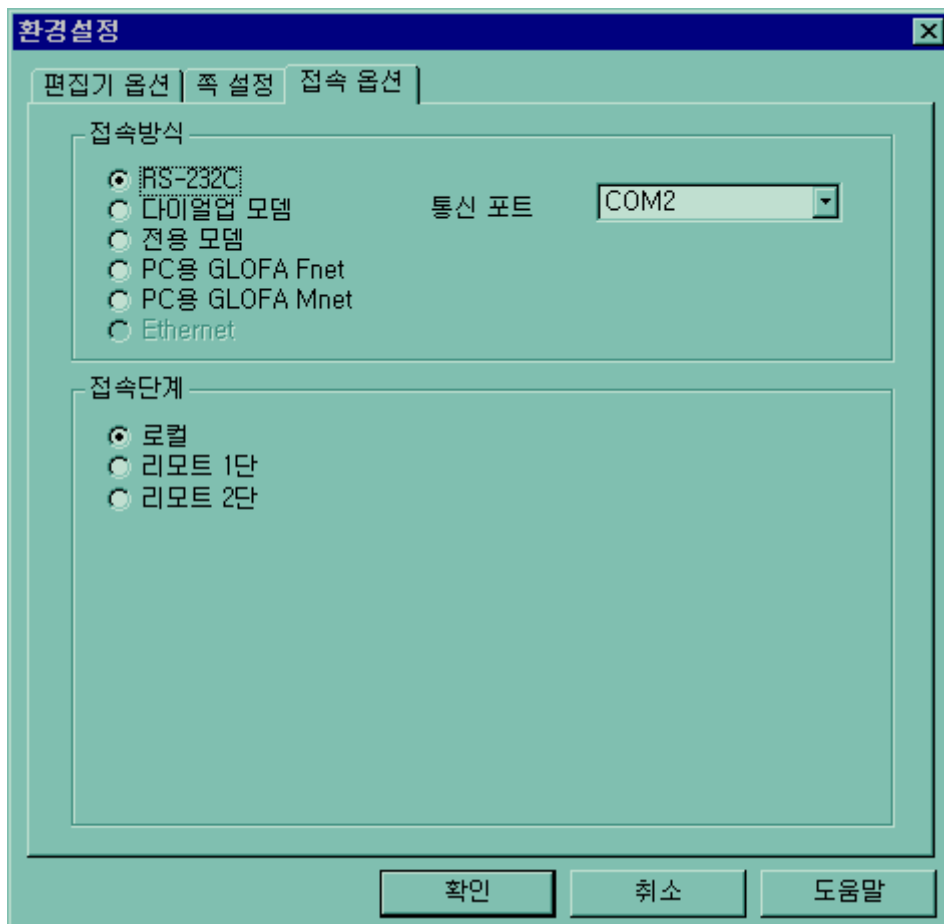 환경설정
편집기 옵션 쪽 설정 접속 옵션
접속방식
RS-232C
다이얼업 모뎀 통신 포트 COM2
전용 모뎀
PC용 GLOFA Fnet
PC용 GLOFA Mnet
Ethernet
접속단계
로컬
리모트 1단
리모트 2단
확인 취소 도움말